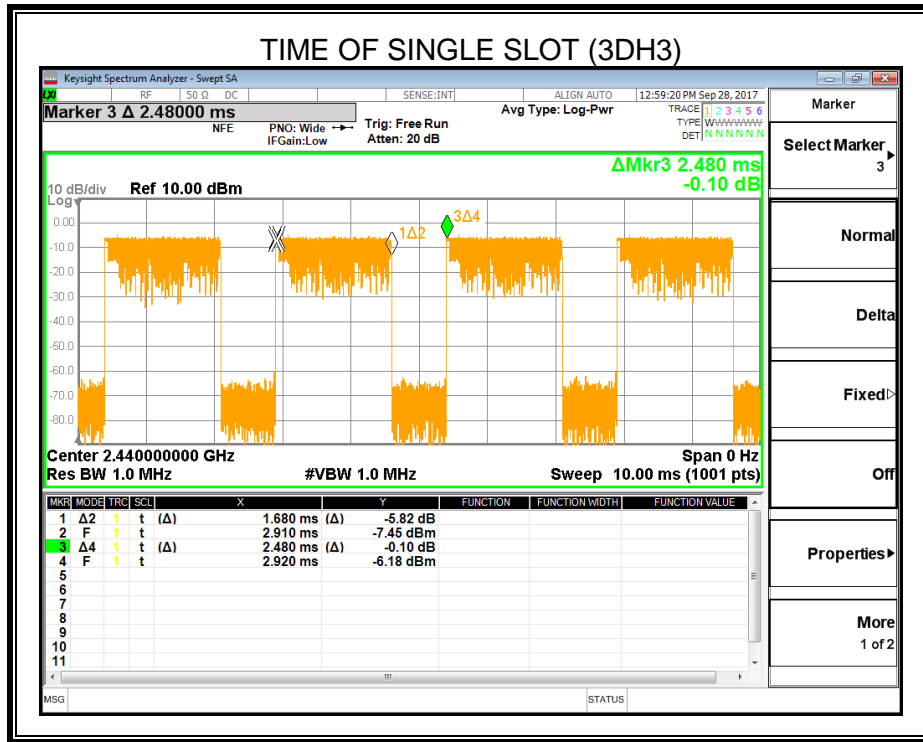 TIME OF SINGLE SLOT (3DH3)
Keysight Spectrum Analyzer - Swept SA
LXI RF 50 Ω DC SENSE:INT ALIGN AUTO 12:59:20 PM Sep 28, 2017
Marker 3 Δ 2.48000 ms
NFE
PNO: Wide
IFGain:Low
Trig: Free Run
Atten: 20 dB
Avg Type: Log-Pwr
TRACE 1 2 3 4 5 6
TYPE WWWWWWW
DET N N N N N N
ΔMkr3 2.480 ms
-0.10 dB
10 dB/div Ref 10.00 dBm
Log
0.00
-10.0
-20.0
-30.0
-40.0
-50.0
-60.0
-70.0
-80.0
1Δ2
3Δ4
Center 2.440000000 GHz Span 0 Hz
Res BW 1.0 MHz #VBW 1.0 MHz Sweep 10.00 ms (1001 pts)
MKR MODE TRC SCL X Y FUNCTION FUNCTION WIDTH FUNCTION VALUE
1 Δ2 1 t (Δ) 1.680 ms (Δ) -5.82 dB
2 F 1 t 2.910 ms -7.45 dBm
3 Δ4 1 t (Δ) 2.480 ms (Δ) -0.10 dB
4 F 1 t 2.920 ms -6.18 dBm
5
6
7
8
9
10
11
MSG STATUS
Marker
Select Marker
3
Normal
Delta
Fixed
Off
Properties
More
1 of 2